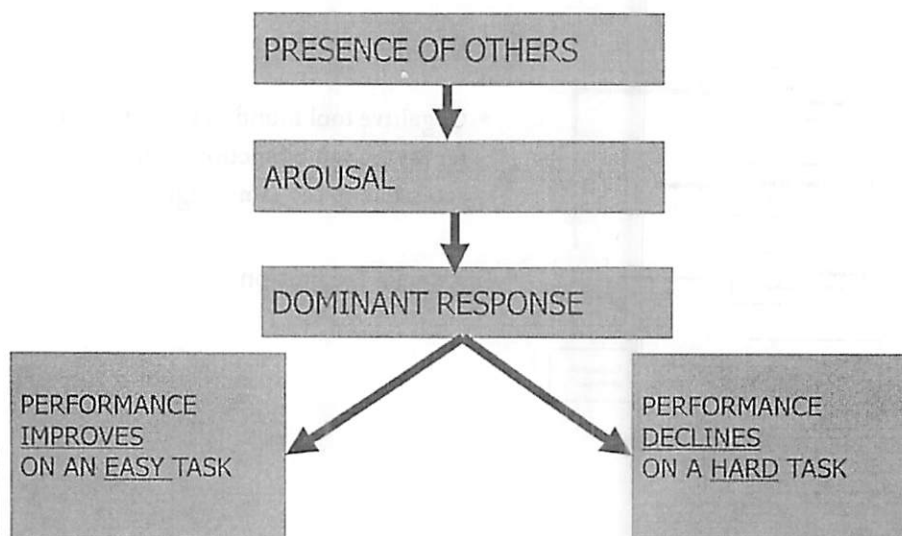 PRESENCE OF OTHERS
AROUSAL
DOMINANT RESPONSE
PERFORMANCE
IMPROVES
ON AN EASY TASK
PERFORMANCE
DECLINES
ON A HARD TASK